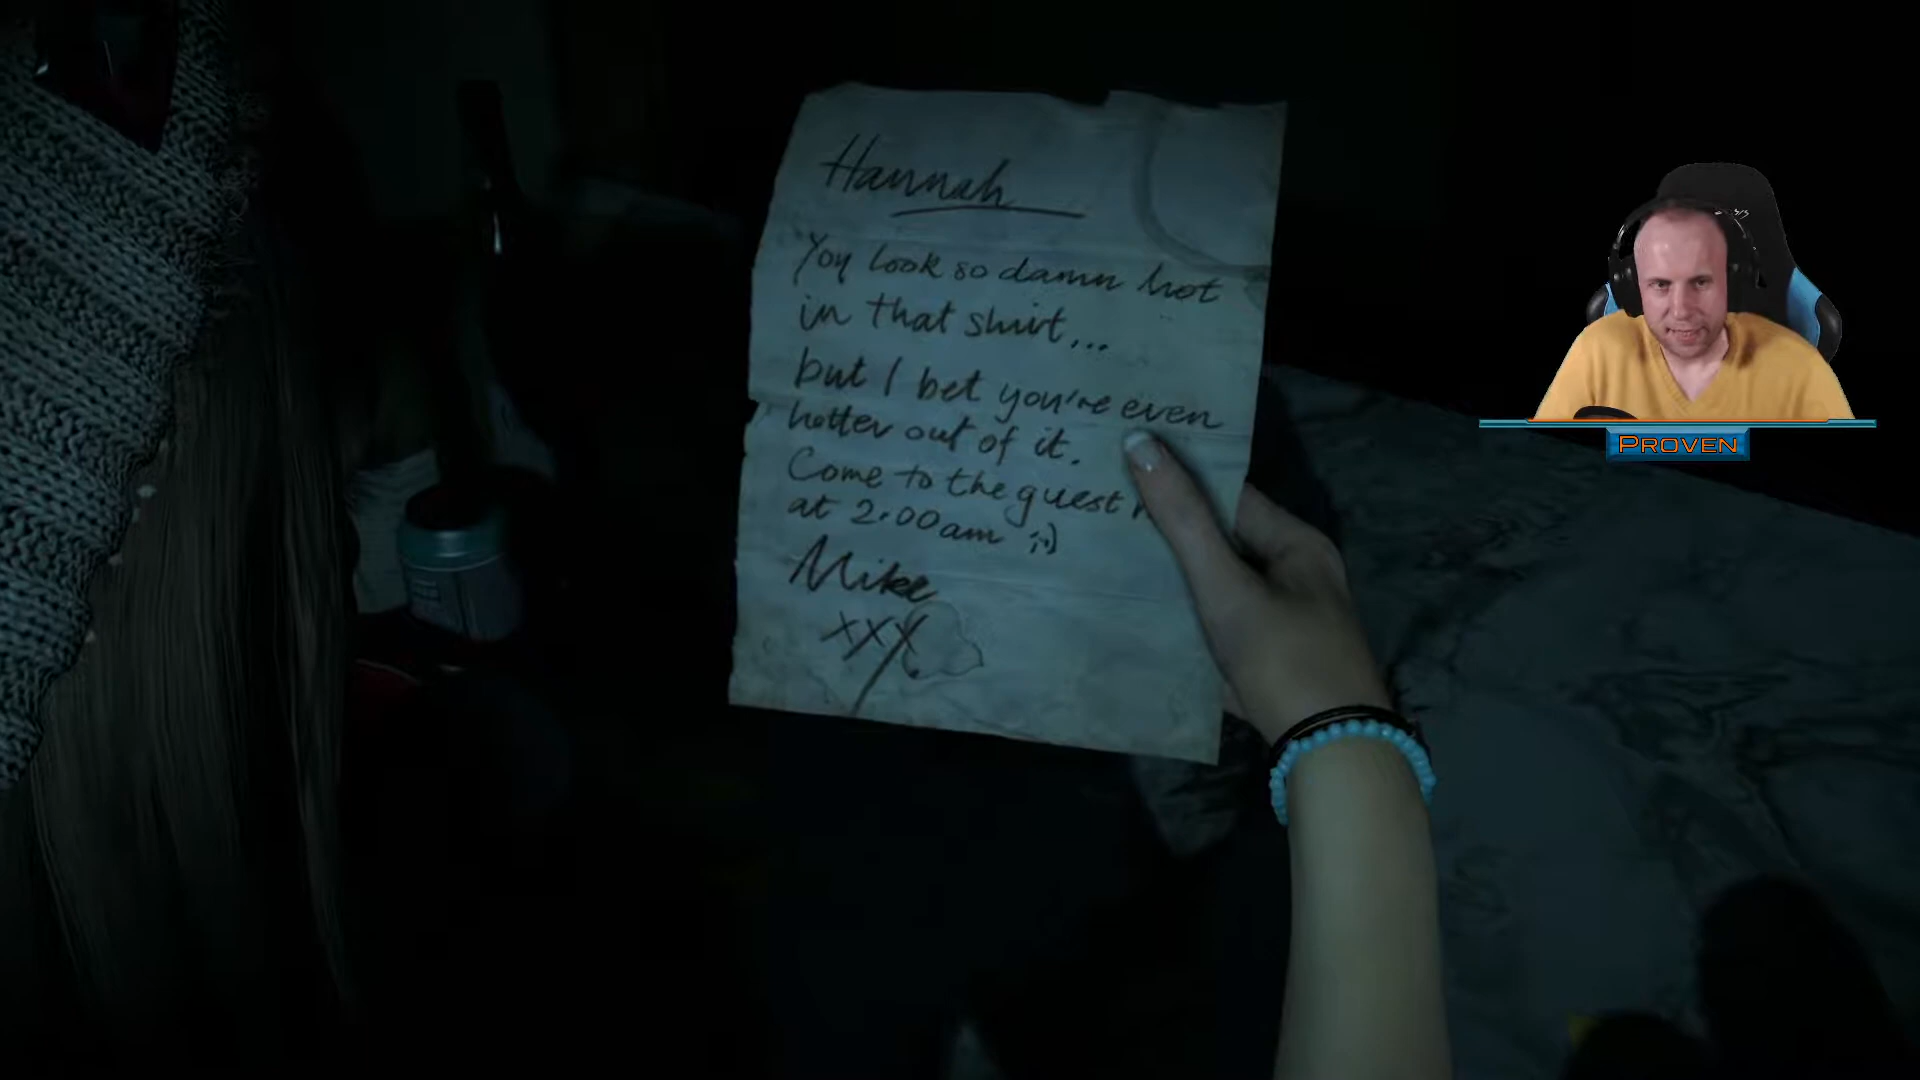 Hannah
You look so damn hot
in that shirt...
but I bet you're even
hotter out of it.
Come to the guest
at 2.00am ;)
Mike
xxx
PROVEN